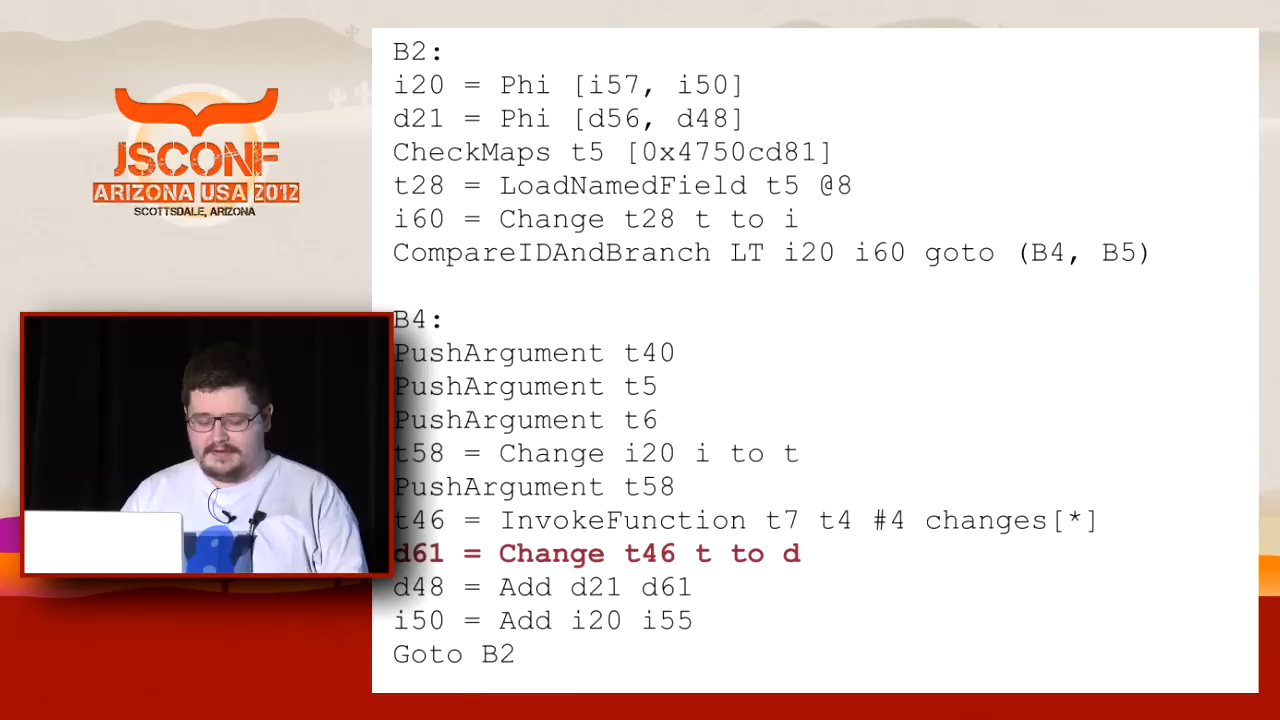 JSCONF
ARIZONA USA 2012
SCOTTSDALE, ARIZONA
B2:
i20 = Phi [i57, i50]
d21 = Phi [d56, d48]
CheckMaps t5 [0x4750cd81]
t28 = LoadNamedField t5 @8
i60 = Change t28 t to i
CompareIDAndBranch LT i20 i60 goto (B4, B5)
B4:
PushArgument t40
PushArgument t5
PushArgument t6
t58 = Change i20 i to t
PushArgument t58
t46 = InvokeFunction t7 t4 #4 changes[*]
d61 = Change t46 t to d
d48 = Add d21 d61
i50 = Add i20 i55
Goto B2